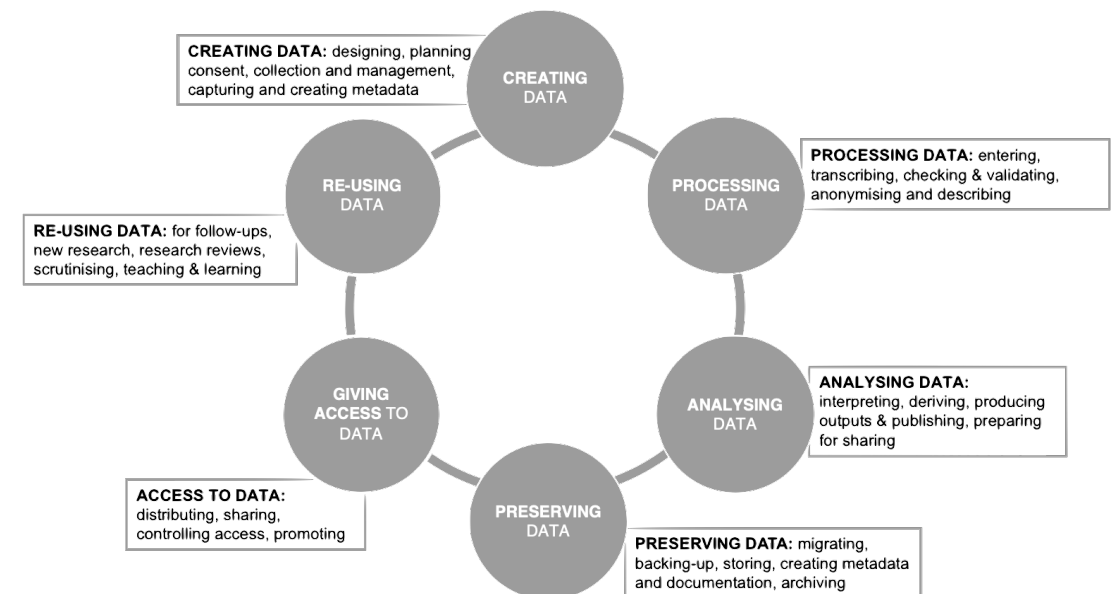 CREATING DATA: designing, planning
consent, collection and management,
capturing and creating metadata
CREATING
DATA
PROCESSING
DATA
PROCESSING DATA: entering,
transcribing, checking & validating,
anonymising and describing
ANALYSING
DATA
ANALYSING DATA:
interpreting, deriving, producing
outputs & publishing, preparing
for sharing
PRESERVING
DATA
PRESERVING DATA: migrating,
backing-up, storing, creating metadata
and documentation, archiving
GIVING
ACCESS TO
DATA
ACCESS TO DATA:
distributing, sharing,
controlling access, promoting
RE-USING
DATA
RE-USING DATA: for follow-ups,
new research, research reviews,
scrutinising, teaching & learning